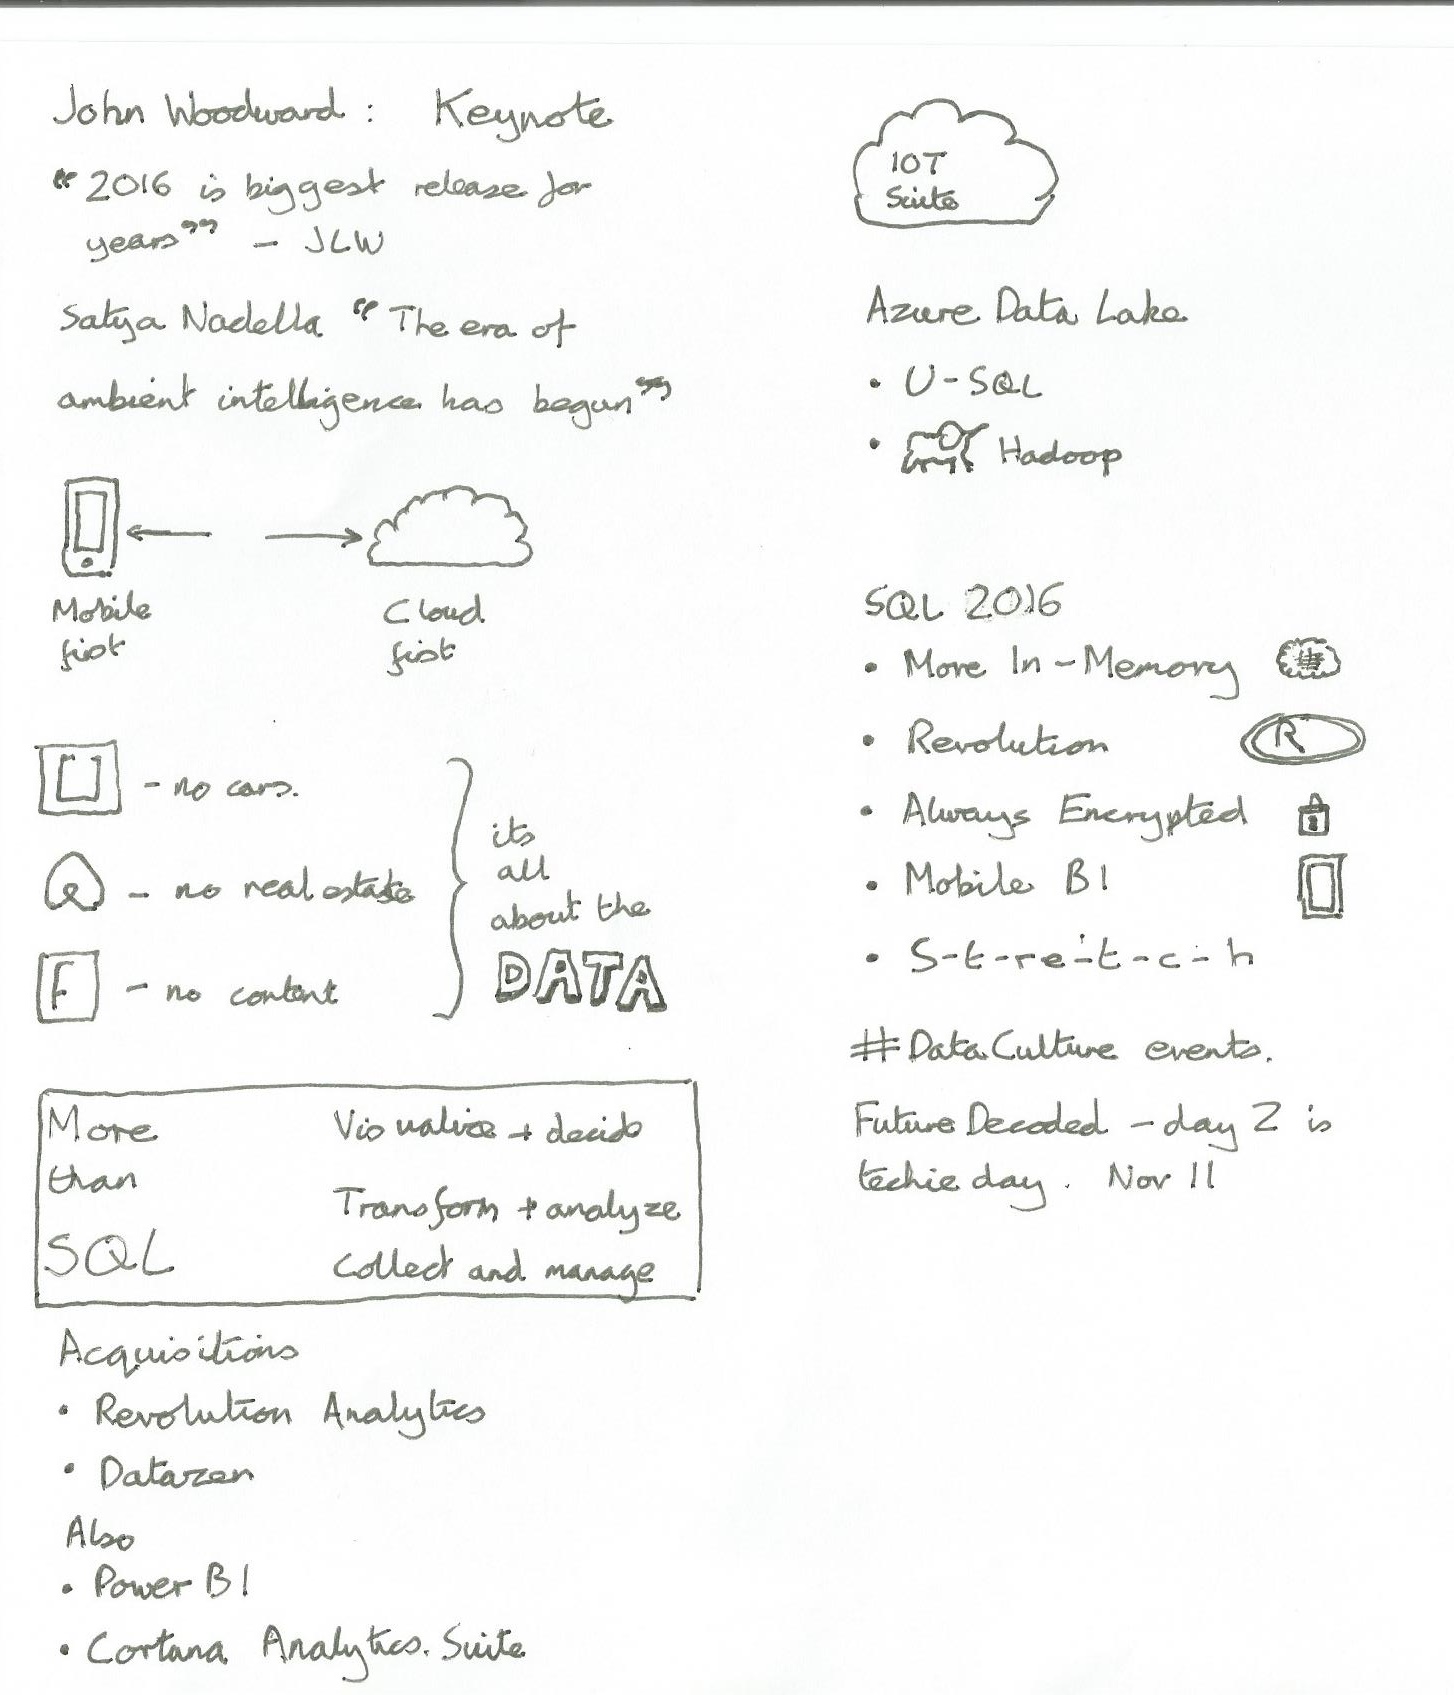 John Woodward : Keynote
"2016 is biggest release for
years" - JLW
Satya Nadella "The era of
ambient intelligence has begun"
Mobile
first
Cloud
first
U - no cars.
- no real estate
F - no content
its
all
about the
DATA
More
than
SQL
Visualize + decide
Transform + analyze
Collect and manage
Acquisitions
• Revolution Analytics
• Datazen
Also
• Power BI
• Cortana Analytics Suite
IOT
Suite
Azure Data Lake
• U-SQL
• Hadoop
SQL 2016
• More In-Memory
• Revolution R
• Always Encrypted
• Mobile BI
• S-t-r-e-t-c-h
#DataCulture events.
Future Decoded - day 2 is
techie day. Nov 11